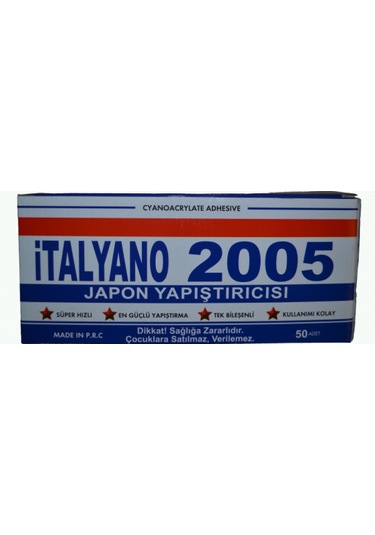 CYANOACRYLATE ADHESIVE
iTALYANO 2005
JAPON YAPIŞTIRICISI
SÜPER HIZLI EN GÜÇLÜ YAPIŞTIRMA TEK BİLEŞENLİ KULLANIMI KOLAY
MADE IN P.R.C Dikkat! Sağlığa Zararlıdır. 50 ADET
Çocuklara Satılmaz, Verilemez.